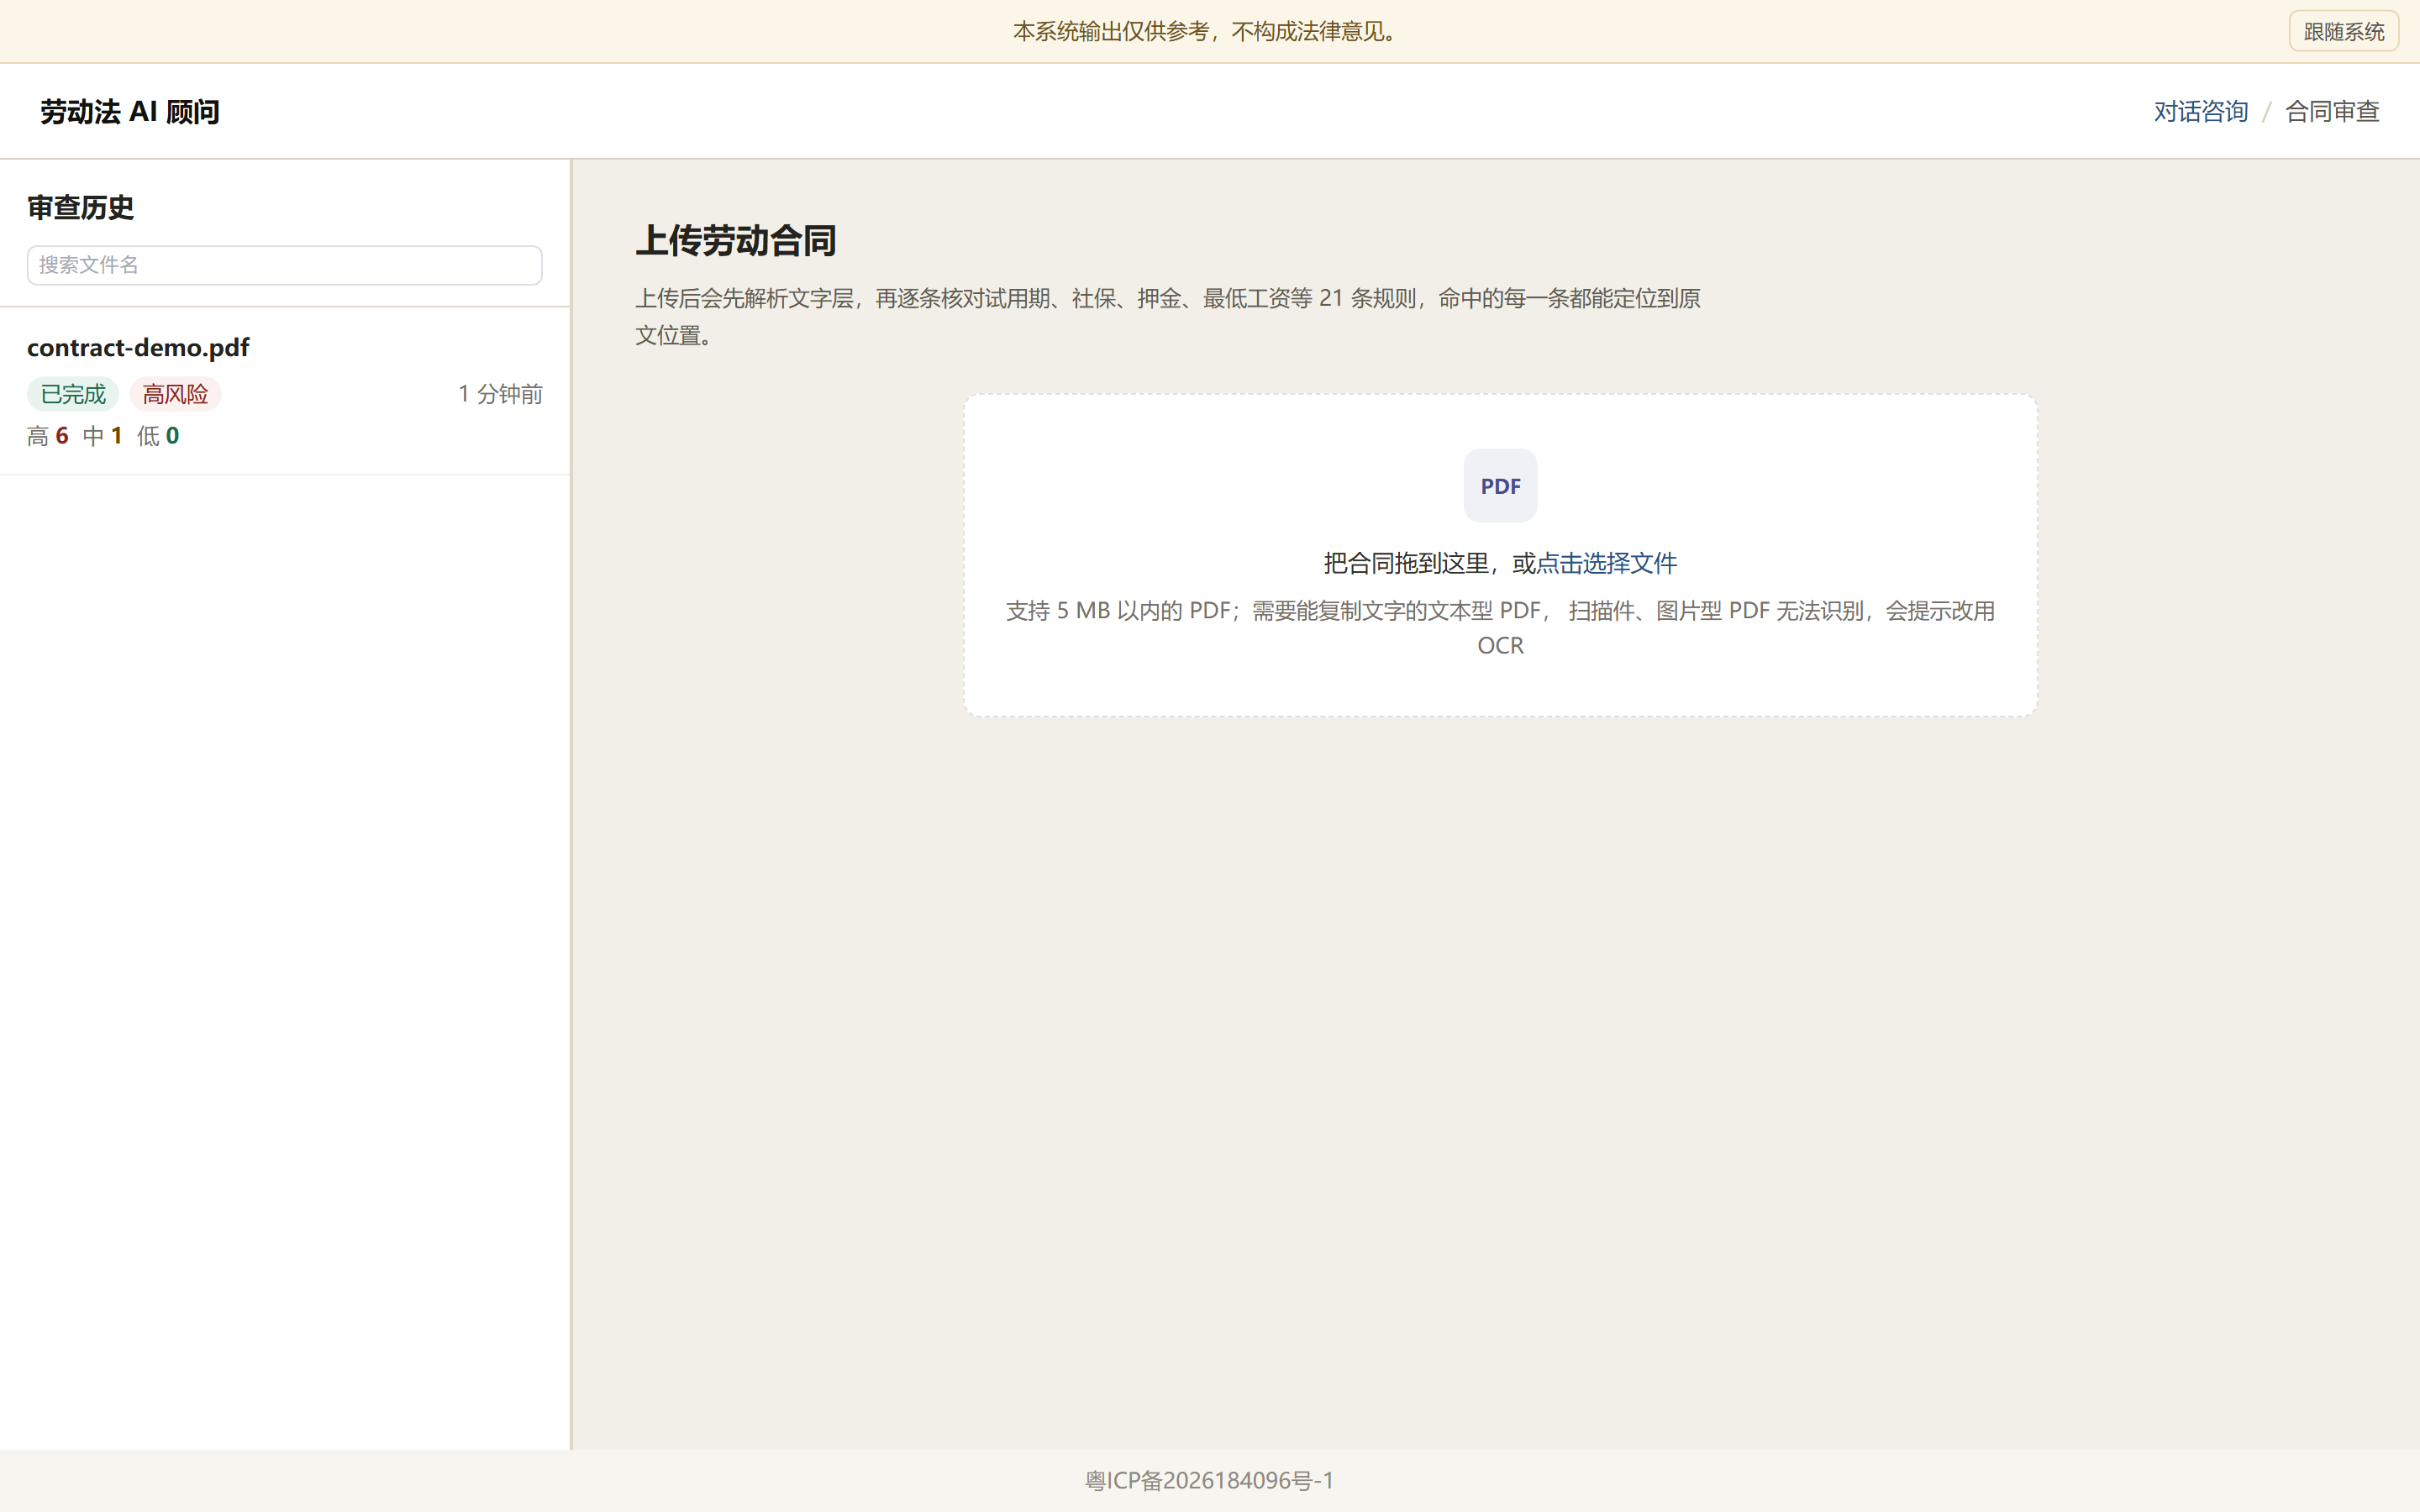 本系统输出仅供参考，不构成法律意见。
跟随系统
劳动法 AI 顾问
对话咨询 / 合同审查
审查历史
搜索文件名
contract-demo.pdf
已完成 高风险 1 分钟前
高 6 中 1 低 0
上传劳动合同
上传后会先解析文字层，再逐条核对试用期、社保、押金、最低工资等 21 条规则，命中的每一条都能定位到原
文位置。
PDF
把合同拖到这里，或点击选择文件
支持 5 MB 以内的 PDF；需要能复制文字的文本型 PDF， 扫描件、图片型 PDF 无法识别，会提示改用
OCR
粤ICP备2026184096号-1